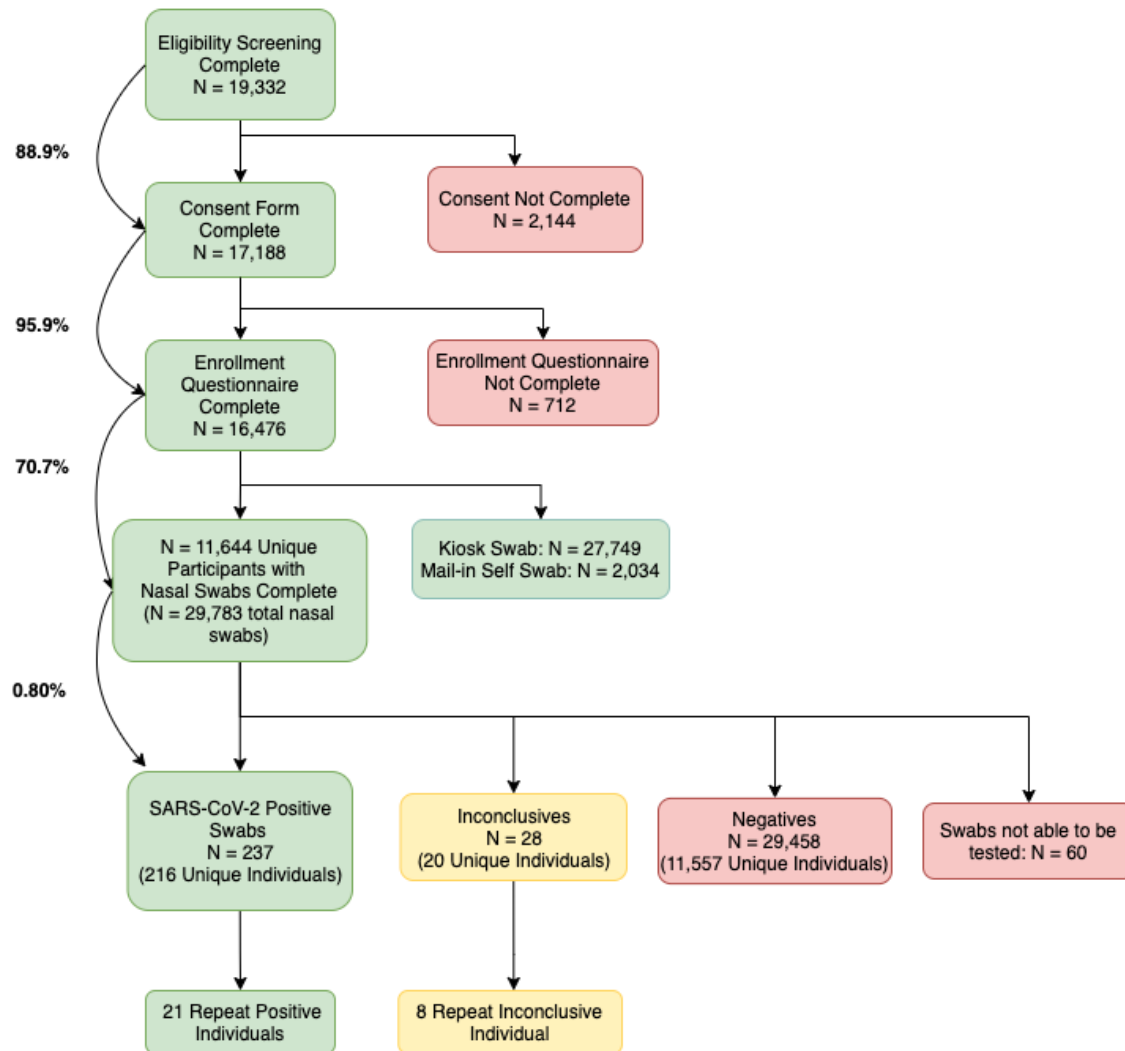 Eligibility Screening
Complete
N = 19,332
88.9%
Consent Not Complete
N = 2,144
Consent Form
Complete
N = 17,188
95.9%
Enrollment
Questionnaire
Complete
N = 16,476
Enrollment Questionnaire
Not Complete
N = 712
70.7%
N = 11,644 Unique
Participants with
Nasal Swabs Complete
(N = 29,783 total nasal
swabs)
Kiosk Swab: N = 27,749
Mail-in Self Swab: N = 2,034
0.80%
SARS-CoV-2 Positive
Swabs
N = 237
(216 Unique Individuals)
Inconclusives
N = 28
(20 Unique Individuals)
Negatives
N = 29,458
(11,557 Unique Individuals)
Swabs not able to be
tested: N = 60
21 Repeat Positive
Individuals
8 Repeat Inconclusive
Individual